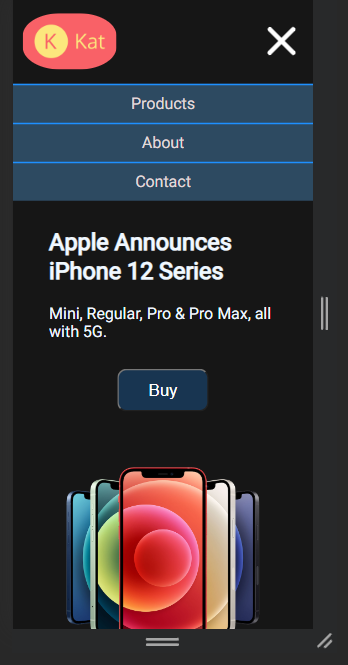 K Kat
Products
About
Contact
Apple Announces
iPhone 12 Series
Mini, Regular, Pro & Pro Max, all
with 5G.
Buy